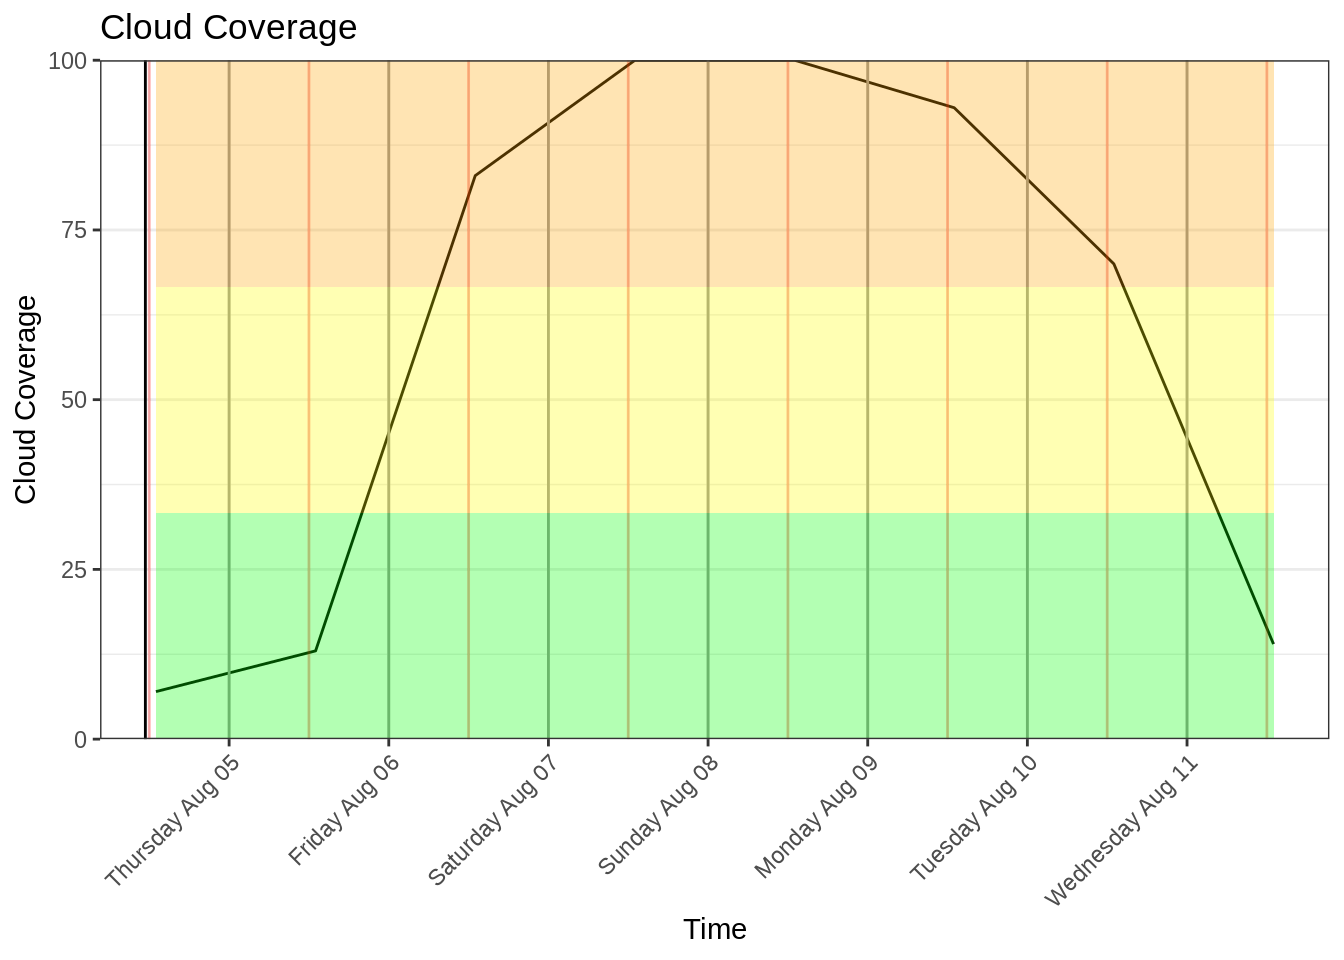 Cloud Coverage
100
75
50
25
0
Cloud Coverage
Thursday Aug 05
Friday Aug 06
Saturday Aug 07
Sunday Aug 08
Monday Aug 09
Tuesday Aug 10
Wednesday Aug 11
Time